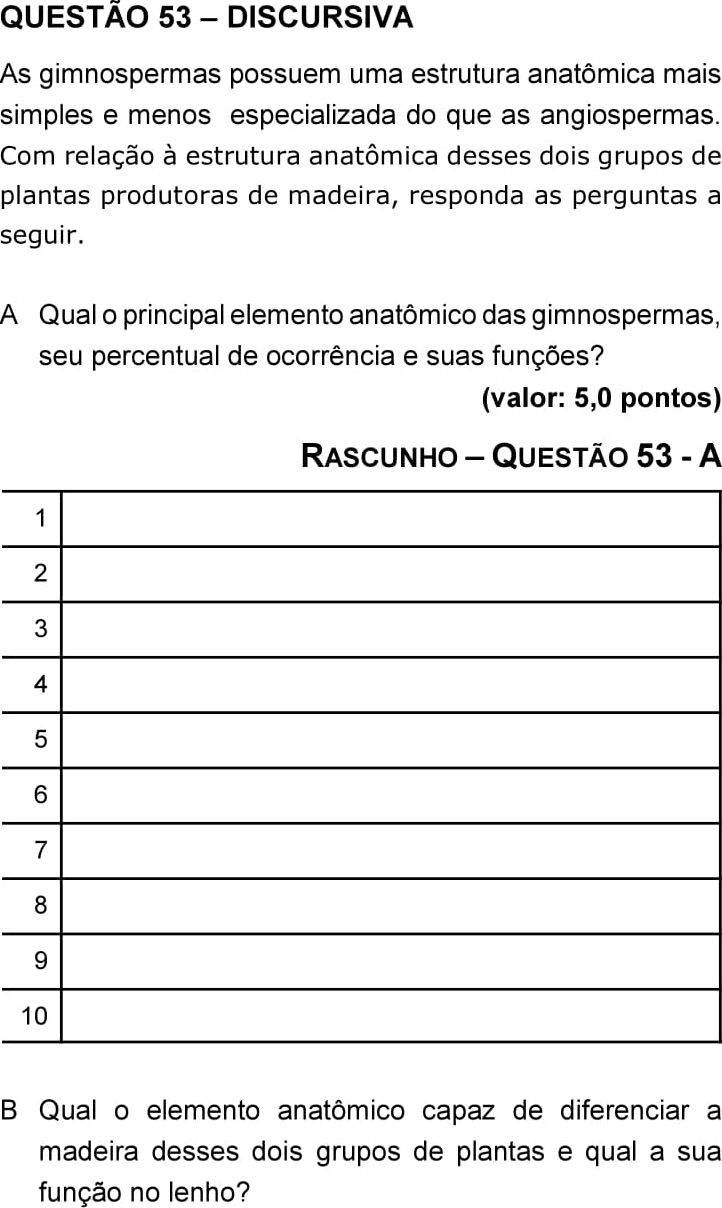 QUESTÃO 53 – DISCURSIVA
As gimnospermas possuem uma estrutura anatômica mais
simples e menos especializada do que as angiospermas.
Com relação à estrutura anatômica desses dois grupos de
plantas produtoras de madeira, responda as perguntas a
seguir.
A Qual o principal elemento anatômico das gimnospermas,
seu percentual de ocorrência e suas funções?
(valor: 5,0 pontos)
RASCUNHO – QUESTÃO 53 - A
1
2
3
4
5
6
7
8
9
10
B Qual o elemento anatômico capaz de diferenciar a
madeira desses dois grupos de plantas e qual a sua
função no lenho?